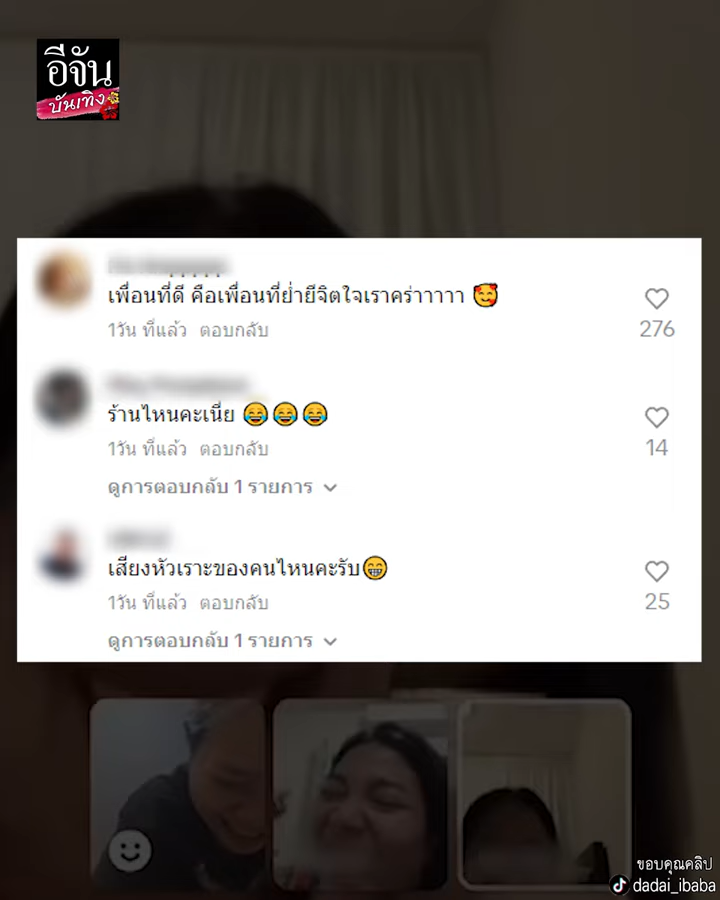 อีจัน
บันเทิง
เพื่อนที่ดี คือเพื่อนที่ย่ำยีจิตใจเราคร่าาาาา 🥰
1วัน ที่แล้ว ตอบกลับ
276
ร้านไหนคะเนี่ย 😂😂😂
1วัน ที่แล้ว ตอบกลับ
14
ดูการตอบกลับ 1 รายการ
เสียงหัวเราะของคนไหนคะรับ😁
1วัน ที่แล้ว ตอบกลับ
25
ดูการตอบกลับ 1 รายการ
ขอบคุณคลิป
dadai_ibaba